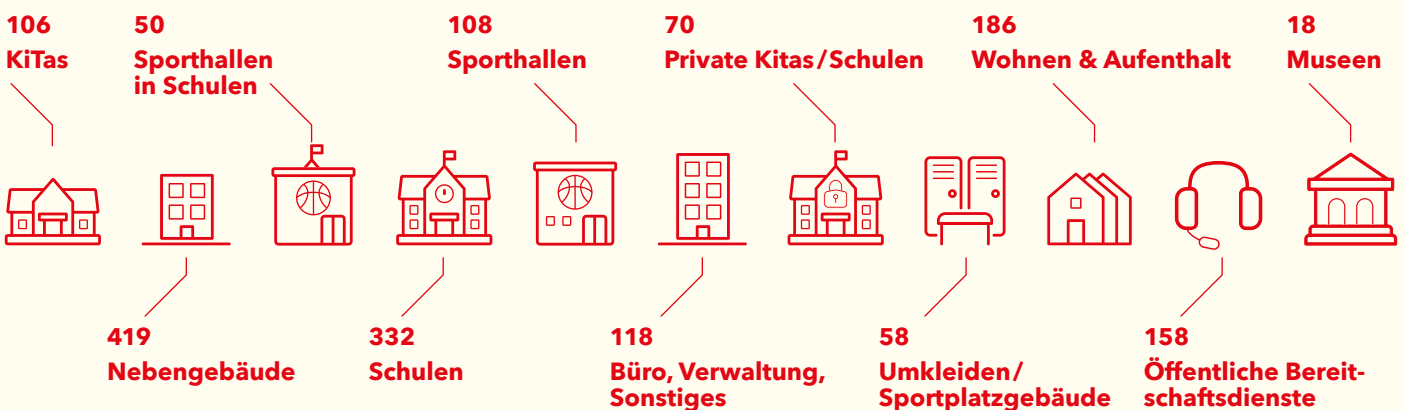 106
KiTas
50
Sporthallen
in Schulen
108
Sporthallen
70
Private Kitas/Schulen
186
Wohnen & Aufenthalt
18
Museen
419
Nebengebäude
332
Schulen
118
Büro, Verwaltung,
Sonstiges
58
Umkleiden/
Sportplatzgebäude
158
Öffentliche Bereit-
schaftsdienste